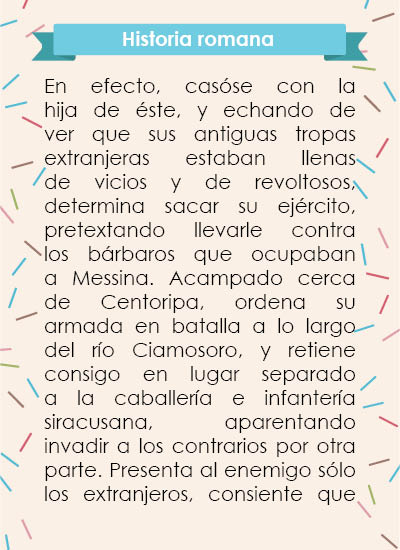 Historia romana
En efecto, casóse con la
hija de éste, y echando de
ver que sus antiguas tropas
extranjeras estaban llenas
de vicios y de revoltosos,
determina sacar su ejército,
pretextando llevarle contra
los bárbaros que ocupaban
a Messina. Acampado cerca
de Centoripa, ordena su
armada en batalla a lo largo
del río Ciamosoro, y retiene
consigo en lugar separado
a la caballería e infantería
siracusana, aparentando
invadir a los contrarios por otra
parte. Presenta al enemigo sólo
los extranjeros, consiente que